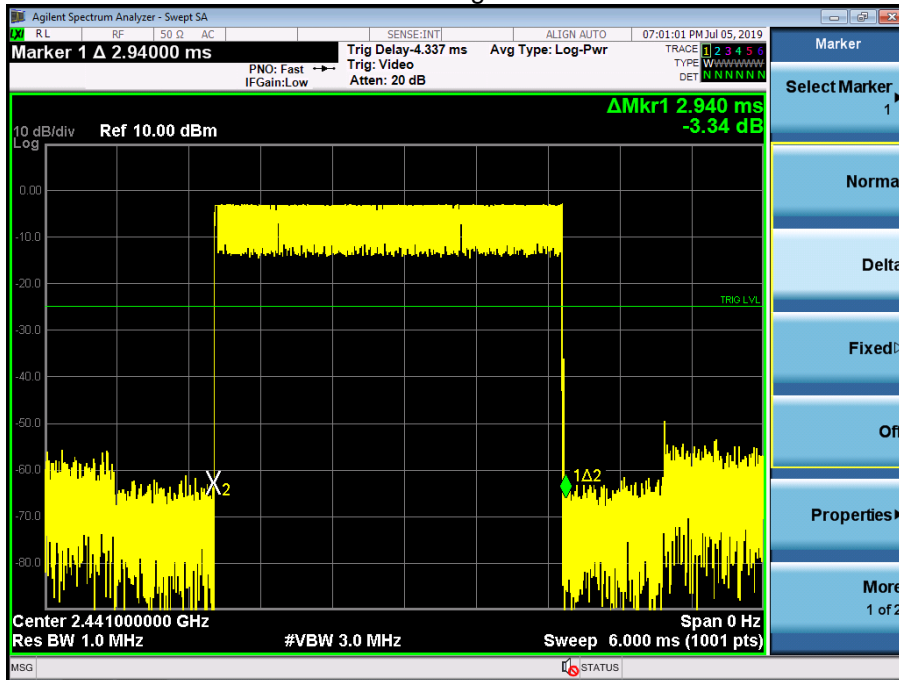 Agilent Spectrum Analyzer - Swept SA
LXI RL RF 50 Ω AC SENSE:INT ALIGN AUTO 07:01:01 PM Jul 05, 2019
Marker 1 Δ 2.94000 ms
PNO: Fast
IFGain:Low
Trig Delay-4.337 ms
Trig: Video
Atten: 20 dB
Avg Type: Log-Pwr
TRACE 1 2 3 4 5 6
TYPE WWWWWW
DET N N N N N N
ΔMkr1 2.940 ms
-3.34 dB
10 dB/div Ref 10.00 dBm
Log
0.00
-10.0
-20.0
TRIG LVL
-30.0
-40.0
-50.0
-60.0
X2
1Δ2
-70.0
-80.0
Center 2.441000000 GHz Span 0 Hz
Res BW 1.0 MHz #VBW 3.0 MHz Sweep 6.000 ms (1001 pts)
MSG STATUS
Marker
Select Marker
1
Norma
Delta
Fixed
Off
Properties
More
1 of 2